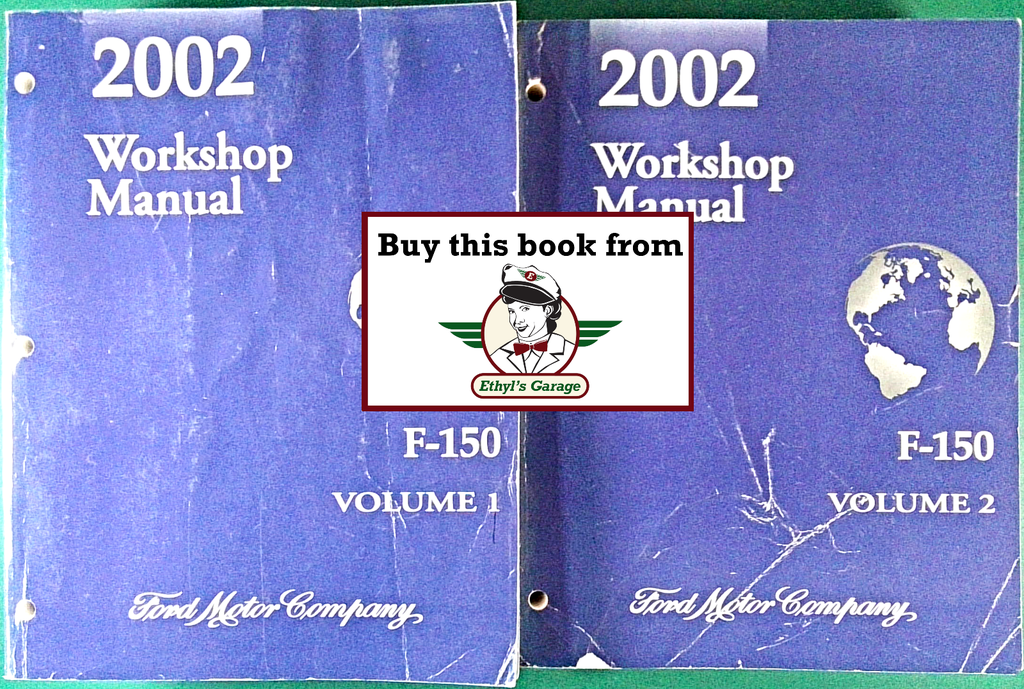 2002
Workshop
Manual
F-150
VOLUME 1
Ford Motor Company
2002
Workshop
Manual
F-150
VOLUME 2
Ford Motor Company
Buy this book from
E
Ethyl's Garage